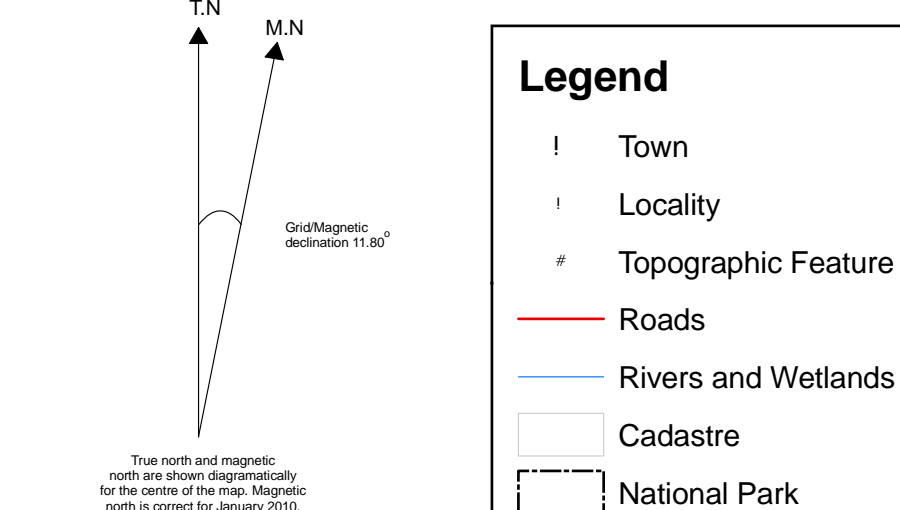 T.N
M.N
Grid/Magnetic
declination 11.80°
True north and magnetic
north are shown diagramatically
for the centre of the map. Magnetic
north is correct for January 2010.
Legend
! Town
! Locality
# Topographic Feature
Roads
Rivers and Wetlands
Cadastre
National Park